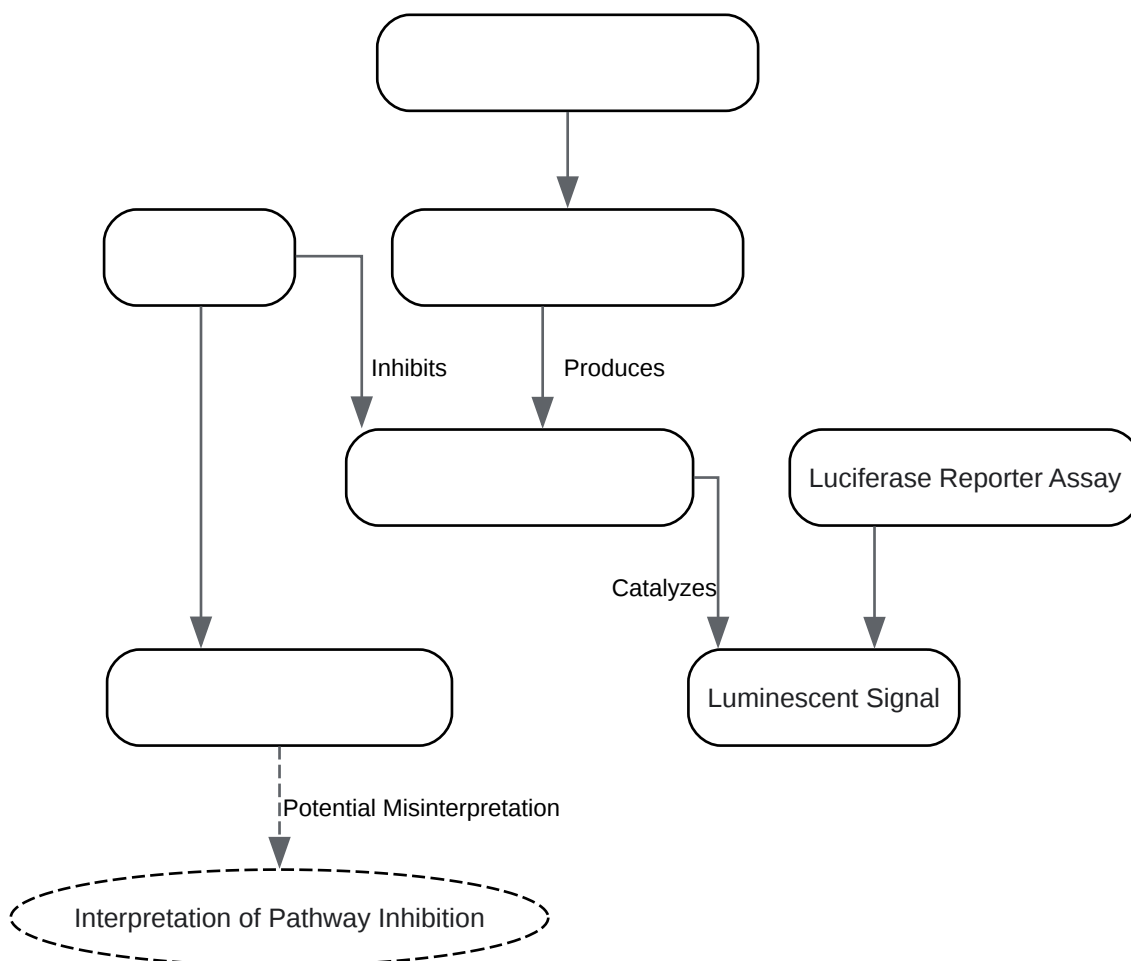 Inhibits
Produces
Luciferase Reporter Assay
Catalyzes
Luminescent Signal
Potential Misinterpretation
Interpretation of Pathway Inhibition